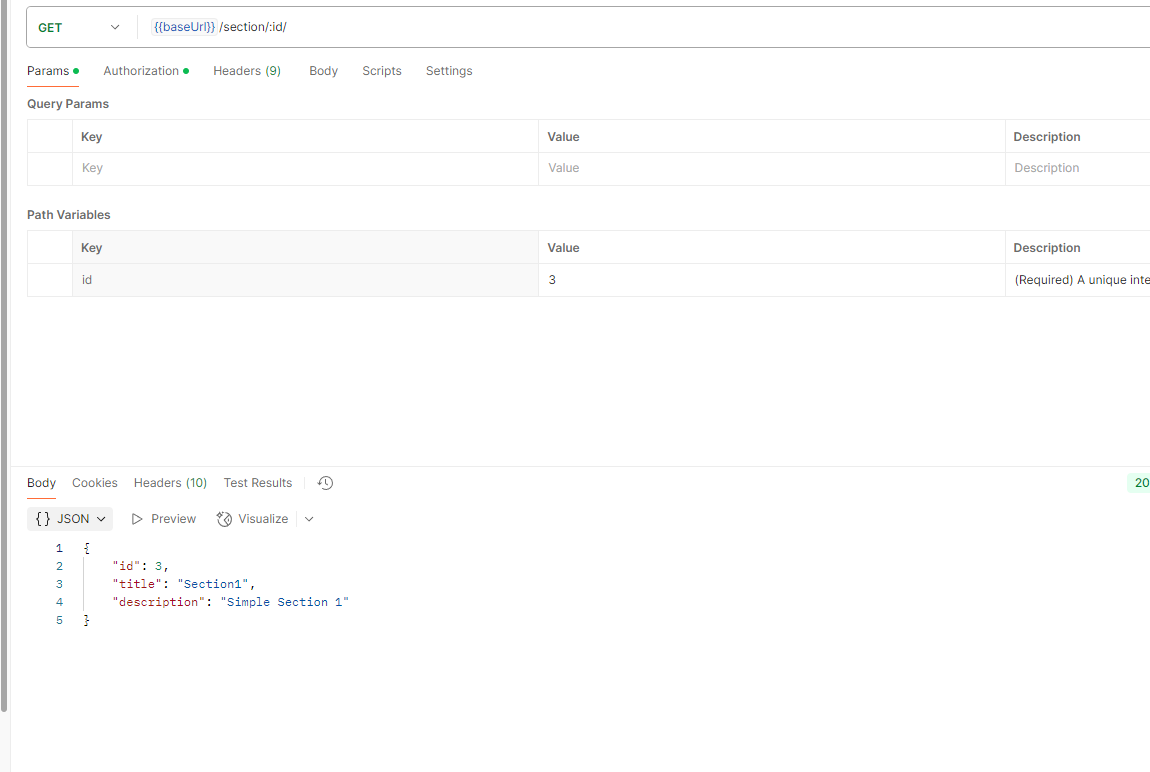 GET {{baseUrl}} /section/:id/
Params Authorization Headers (9) Body Scripts Settings
Query Params
Key Value Description
Key Value Description
Path Variables
Key Value Description
id 3 (Required) A unique inte
Body Cookies Headers (10) Test Results 20
{} JSON Preview Visualize
1 {
2 "id": 3,
3 "title": "Section1",
4 "description": "Simple Section 1"
5 }